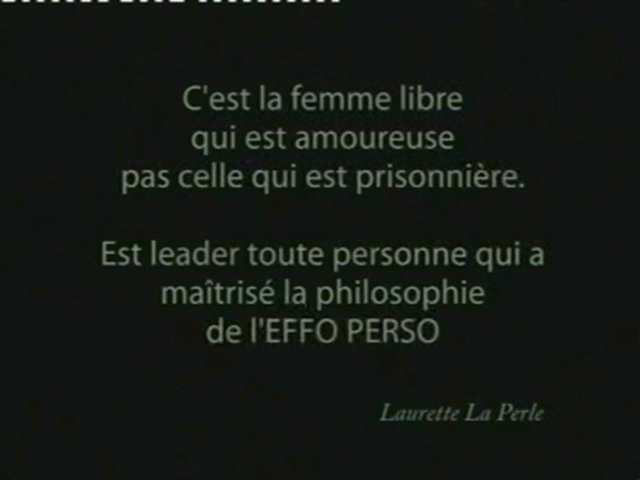 C'est la femme libre
qui est amoureuse
pas celle qui est prisonnière.
Est leader toute personne qui a
maîtrisé la philosophie
de l'EFFO PERSO
Laurette La Perle